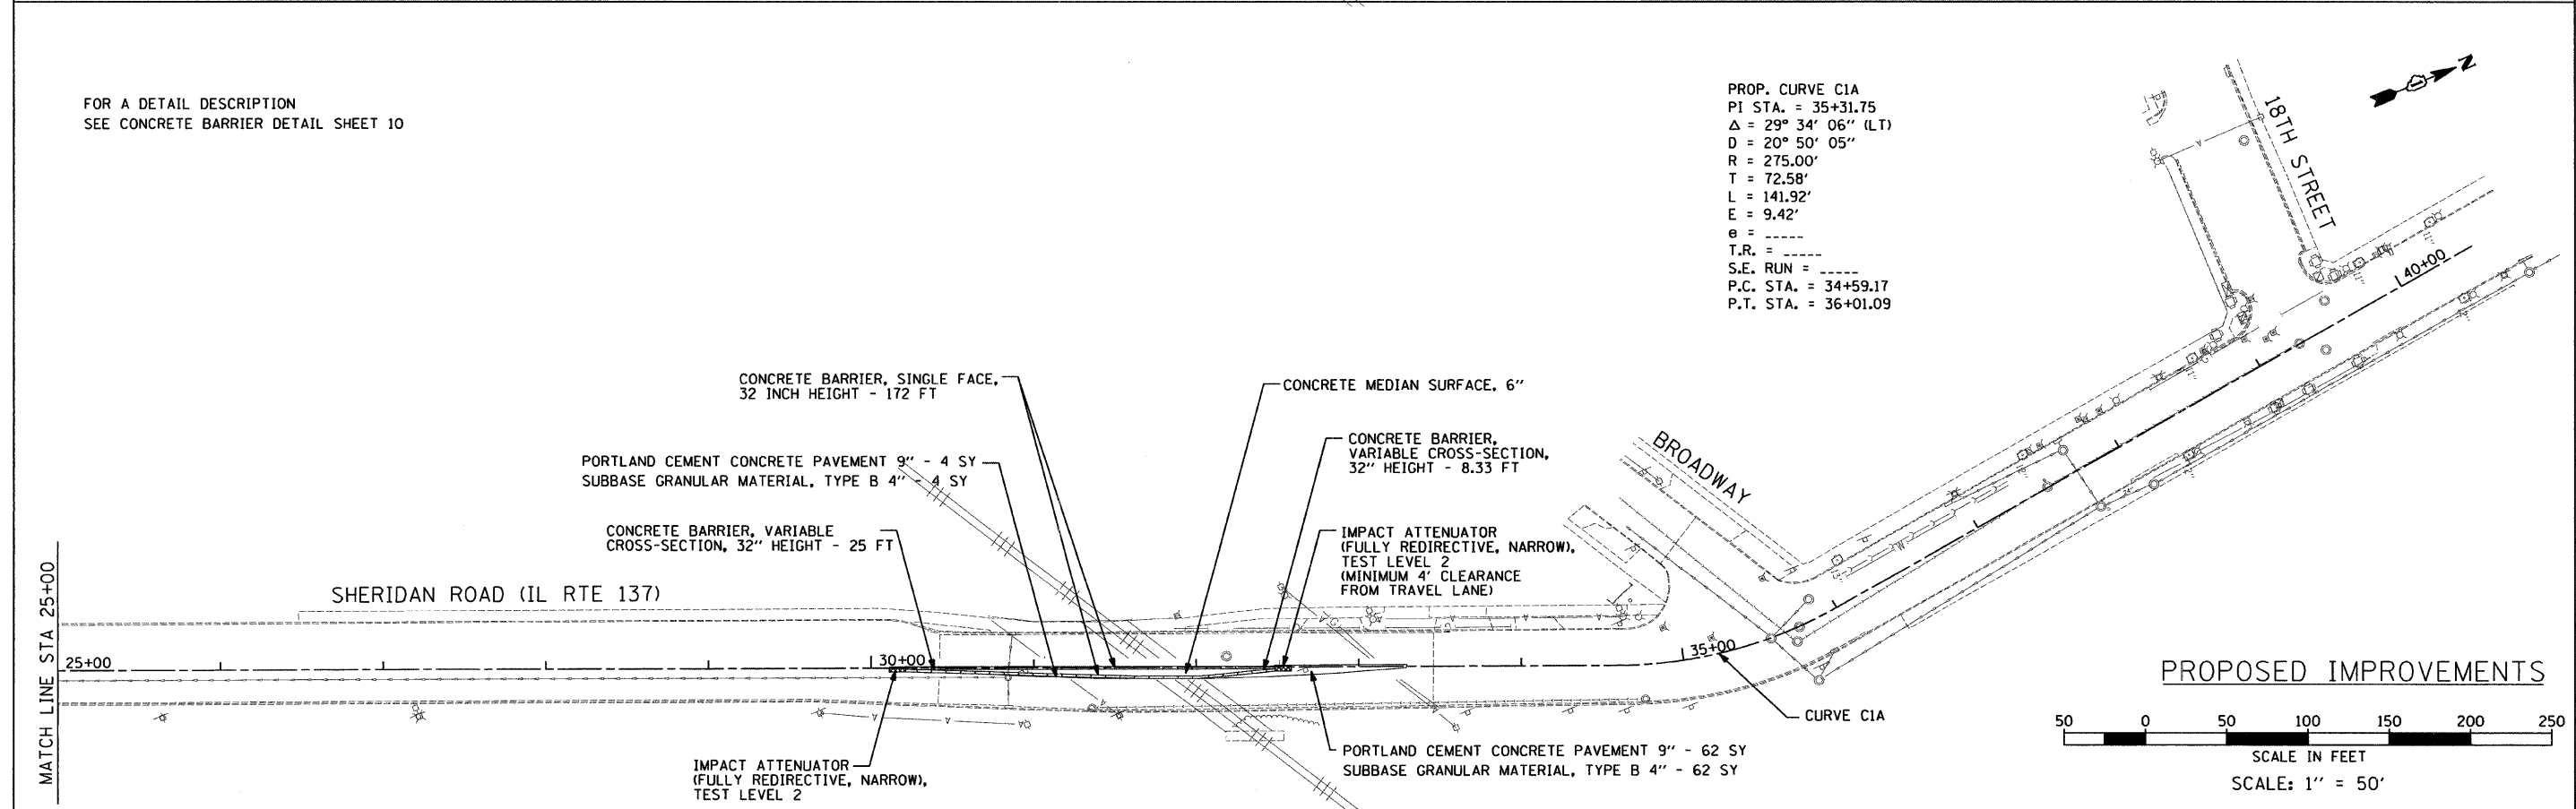 FOR A DETAIL DESCRIPTION
SEE CONCRETE BARRIER DETAIL SHEET 10
PROP. CURVE C1A
PI STA. = 35+31.75
Δ = 29° 34' 06" (LT)
D = 20° 50' 05"
R = 275.00'
T = 72.58'
L = 141.92'
E = 9.42'
e = _____
T.R. = _____
S.E. RUN = _____
P.C. STA. = 34+59.17
P.T. STA. = 36+01.09
N
18TH STREET
40+00
CONCRETE BARRIER, SINGLE FACE,
32 INCH HEIGHT - 172 FT
CONCRETE MEDIAN SURFACE, 6"
PORTLAND CEMENT CONCRETE PAVEMENT 9" - 4 SY
SUBBASE GRANULAR MATERIAL, TYPE B 4" - 4 SY
CONCRETE BARRIER,
VARIABLE CROSS-SECTION,
32" HEIGHT - 8.33 FT
BROADWAY
CONCRETE BARRIER, VARIABLE
CROSS-SECTION, 32" HEIGHT - 25 FT
IMPACT ATTENUATOR
(FULLY REDIRECTIVE, NARROW),
TEST LEVEL 2
(MINIMUM 4' CLEARANCE
FROM TRAVEL LANE)
SHERIDAN ROAD (IL RTE 137)
MATCH LINE STA 25+00
25+00
30+00
35+00
CURVE C1A
IMPACT ATTENUATOR
(FULLY REDIRECTIVE, NARROW),
TEST LEVEL 2
PORTLAND CEMENT CONCRETE PAVEMENT 9" - 62 SY
SUBBASE GRANULAR MATERIAL, TYPE B 4" - 62 SY
PROPOSED IMPROVEMENTS
50 0 50 100 150 200 250
SCALE IN FEET
SCALE: 1" = 50'